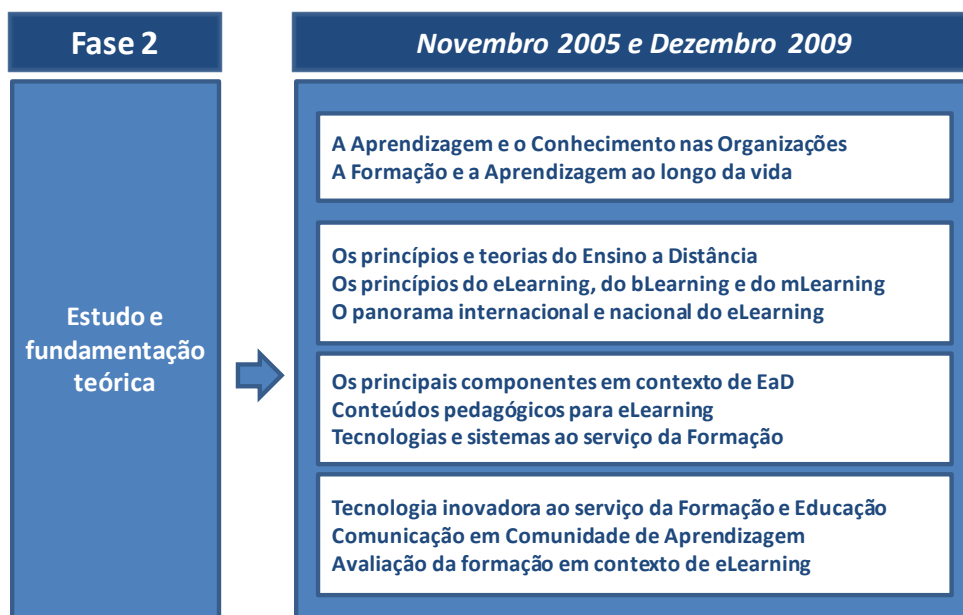 Fase 2
Novembro 2005 e Dezembro 2009
Estudo e
fundamentação
teórica
A Aprendizagem e o Conhecimento nas Organizações
A Formação e a Aprendizagem ao longo da vida
Os princípios e teorias do Ensino a Distância
Os princípios do eLearning, do bLearning e do mLearning
O panorama internacional e nacional do eLearning
Os principais componentes em contexto de EaD
Conteúdos pedagógicos para eLearning
Tecnologias e sistemas ao serviço da Formação
Tecnologia inovadora ao serviço da Formação e Educação
Comunicação em Comunidade de Aprendizagem
Avaliação da formação em contexto de eLearning